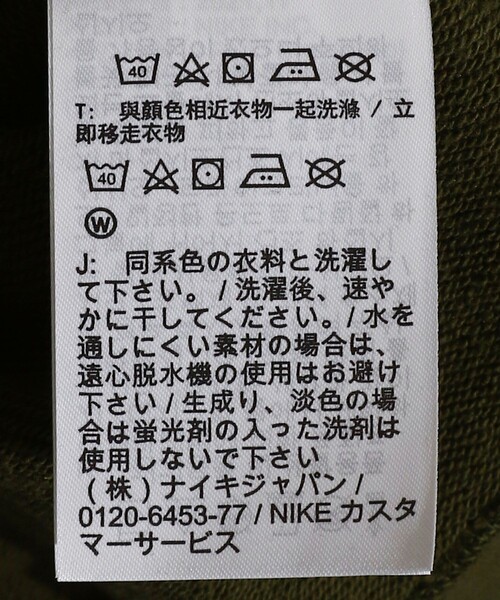 40
T: 與顏色相近衣物一起洗滌 / 立
即移走衣物
40
W
J: 同系色の衣料と洗濯し
て下さい。/ 洗濯後、速や
かに干してください。/ 水を
通しにくい素材の場合は、
遠心脱水機の使用はお避け
下さい / 生成り、淡色の場
合は蛍光剤の入った洗剤は
使用しないで下さい
(株)ナイキジャパン /
0120-6453-77 / NIKE カスタ
マーサービス